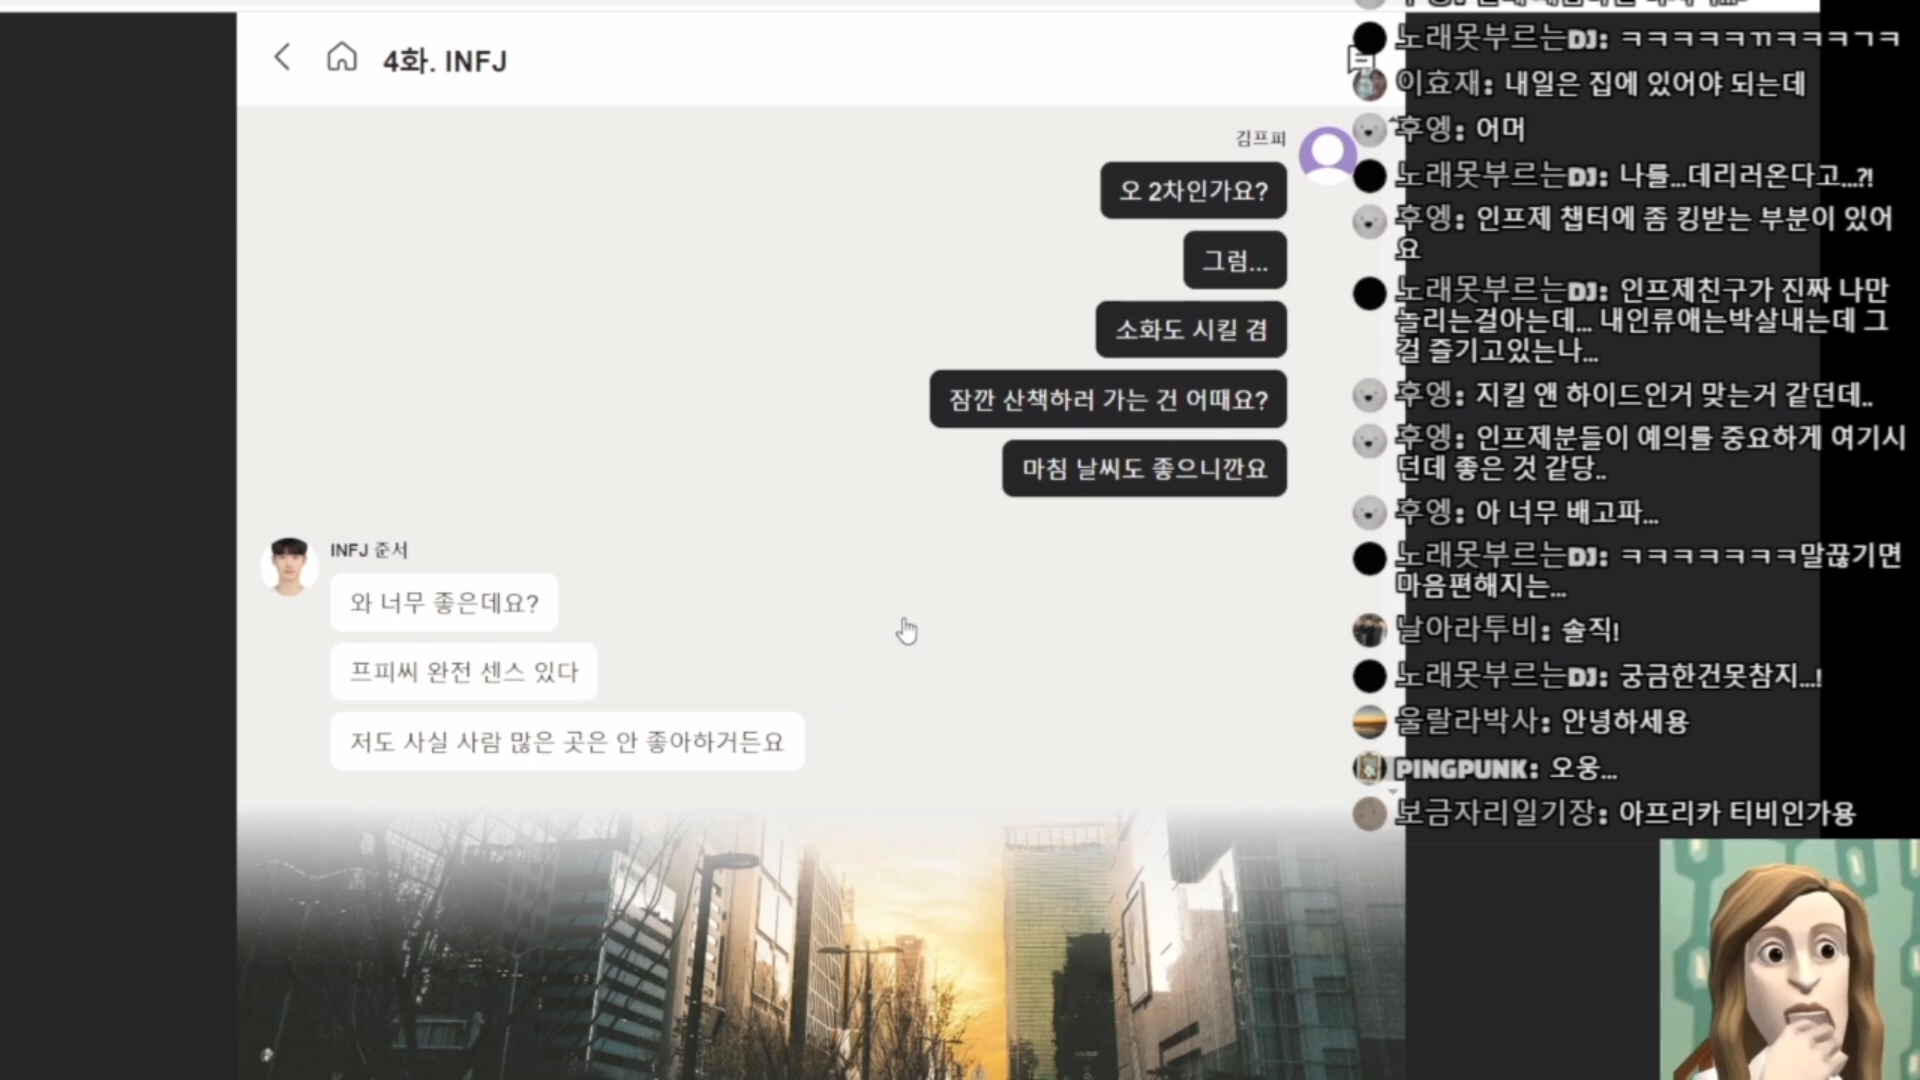 4화. INFJ
김프피
오 2차인가요?
그럼...
소화도 시킬 겸
잠깐 산책하러 가는 건 어때요?
마침 날씨도 좋으니깐요
INFJ 준서
와 너무 좋은데요?
프피씨 완전 센스 있다
저도 사실 사람 많은 곳은 안 좋아하거든요
노래못부르는DJ: ㅋㅋㅋㅋㅋㄲㅋㅋㅋㄱㅋ
이효재: 내일은 집에 있어야 되는데
후엥: 어머
노래못부르는DJ: 나를...데리러온다고...?!
후엥: 인프제 챕터에 좀 킹받는 부분이 있어
요
노래못부르는DJ: 인프제친구가 진짜 나만
놀리는걸아는데... 내인류애는박살내는데 그
걸 즐기고있는나...
후엥: 지킬 앤 하이드인거 맞는거 같던데..
후엥: 인프제분들이 예의를 중요하게 여기시
던데 좋은 것 같당..
후엥: 아 너무 배고파...
노래못부르는DJ: ㅋㅋㅋㅋㅋㅋㅋ말끊기면
마음편해지는...
날아라투비: 솔직!
노래못부르는DJ: 궁금한건못참지...!
울랄라박사: 안녕하세용
PINGPUNK: 오웅...
보금자리일기장: 아프리카 티비인가용